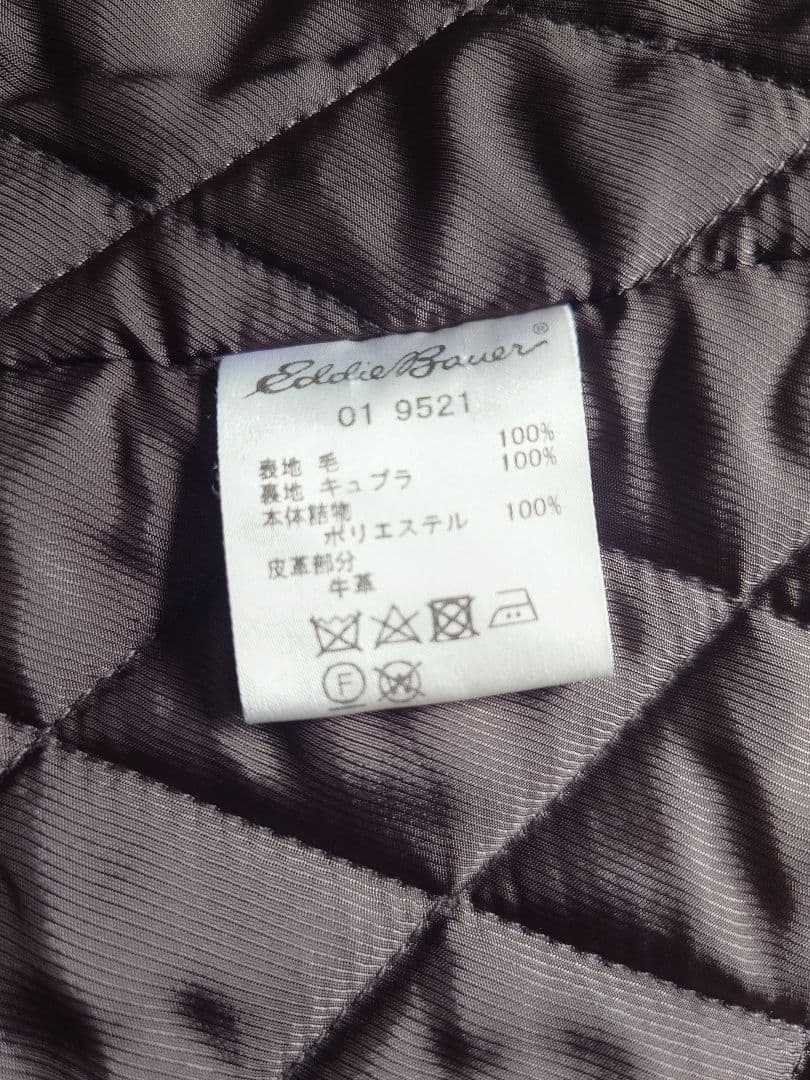 Eddie Bauer®
01 9521
表地 毛 100%
裏地 キュプラ 100%
本体詰物
ポリエステル 100%
皮革部分
牛革
F W